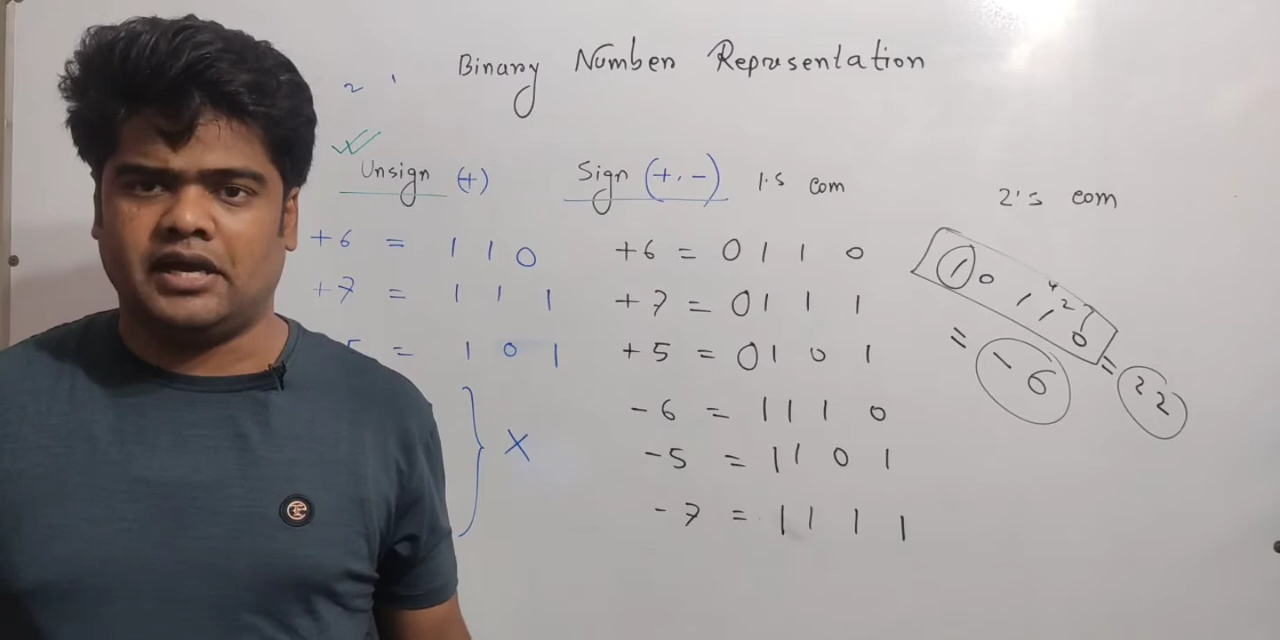 Binary Number Representation
2 '
Unsign (+)
+6 = 1 1 0
+7 = 1 1 1
5 = 1 0 1
} X
Sign (+, -)
+6 = 0 1 1 0
+7 = 0 1 1 1
+5 = 0 1 0 1
-6 = 1 1 1 0
-5 = 1 1 0 1
-7 = 1 1 1 1
1's com
2's com
1 0 1 1 0
= -6
= 22